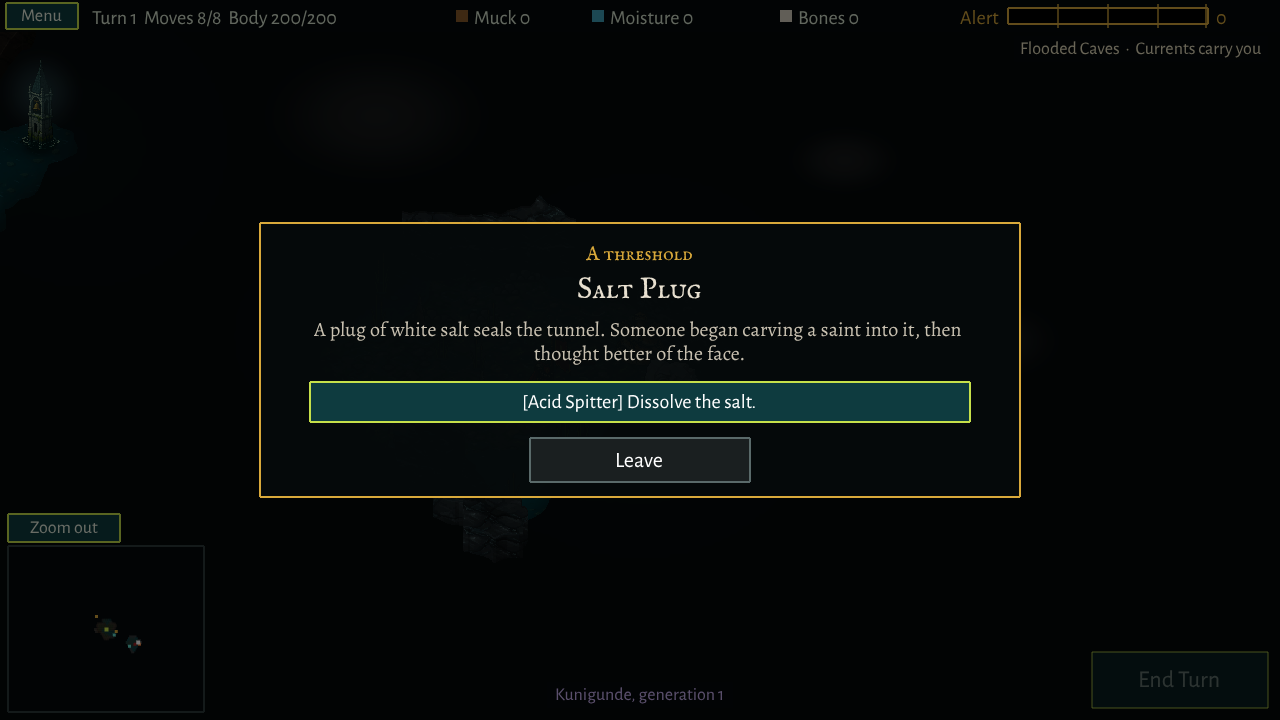 Menu Turn 1 Moves 8/8 Body 200/200 Muck 0 Moisture 0 Bones 0 Alert 0
Flooded Caves · Currents carry you
A threshold
Salt Plug
A plug of white salt seals the tunnel. Someone began carving a saint into it, then
thought better of the face.
[Acid Spitter] Dissolve the salt.
Leave
Zoom out
End Turn
Kunigunde, generation 1